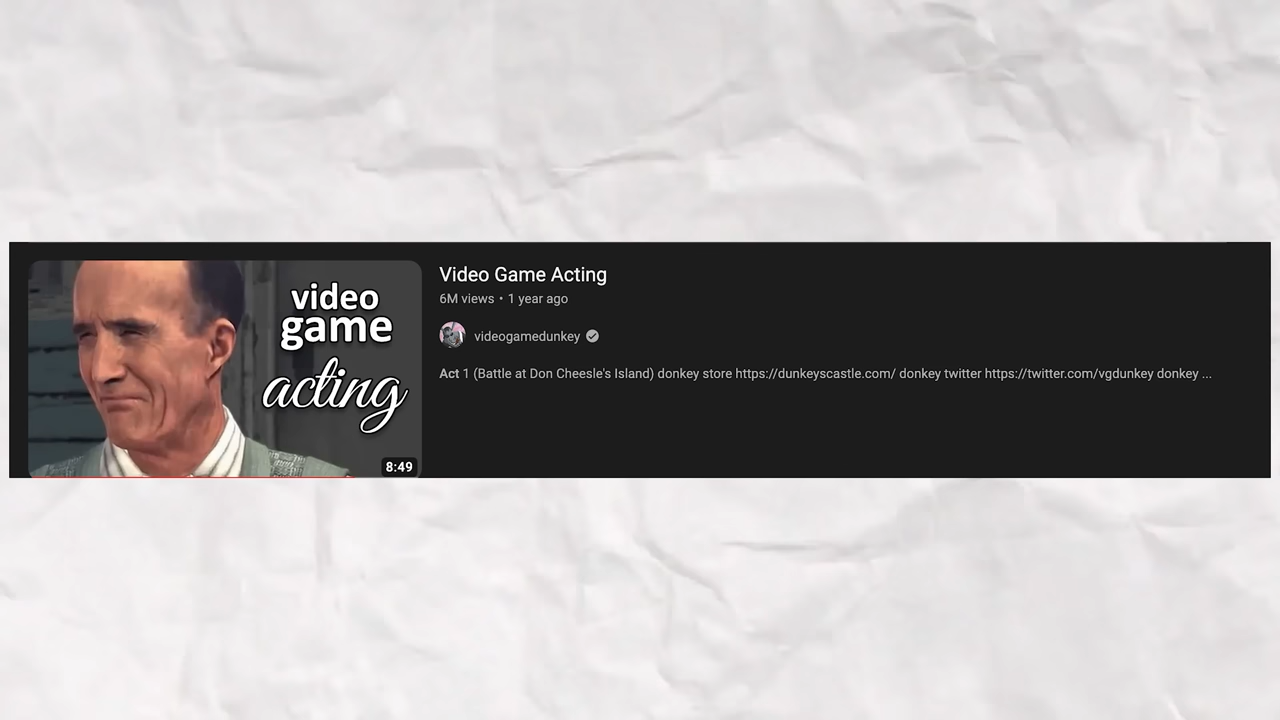 video
game
acting
8:49
Video Game Acting
6M views • 1 year ago
videogamedunkey
Act 1 (Battle at Don Cheesle's Island) donkey store https://dunkeyscastle.com/ donkey twitter https://twitter.com/vgdunkey donkey ...